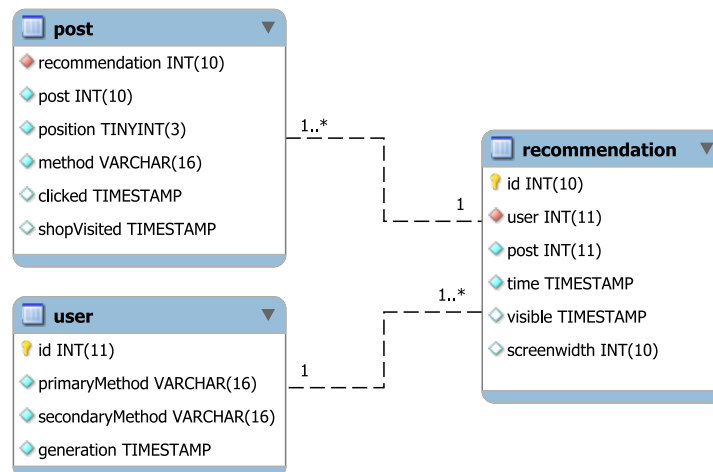 post
recommendation INT(10)
post INT(10)
position TINYINT(3)
method VARCHAR(16)
clicked TIMESTAMP
shopVisited TIMESTAMP
1..*
1
recommendation
id INT(10)
user INT(11)
post INT(11)
time TIMESTAMP
visible TIMESTAMP
screenwidth INT(10)
1..*
1
user
id INT(11)
primaryMethod VARCHAR(16)
secondaryMethod VARCHAR(16)
generation TIMESTAMP